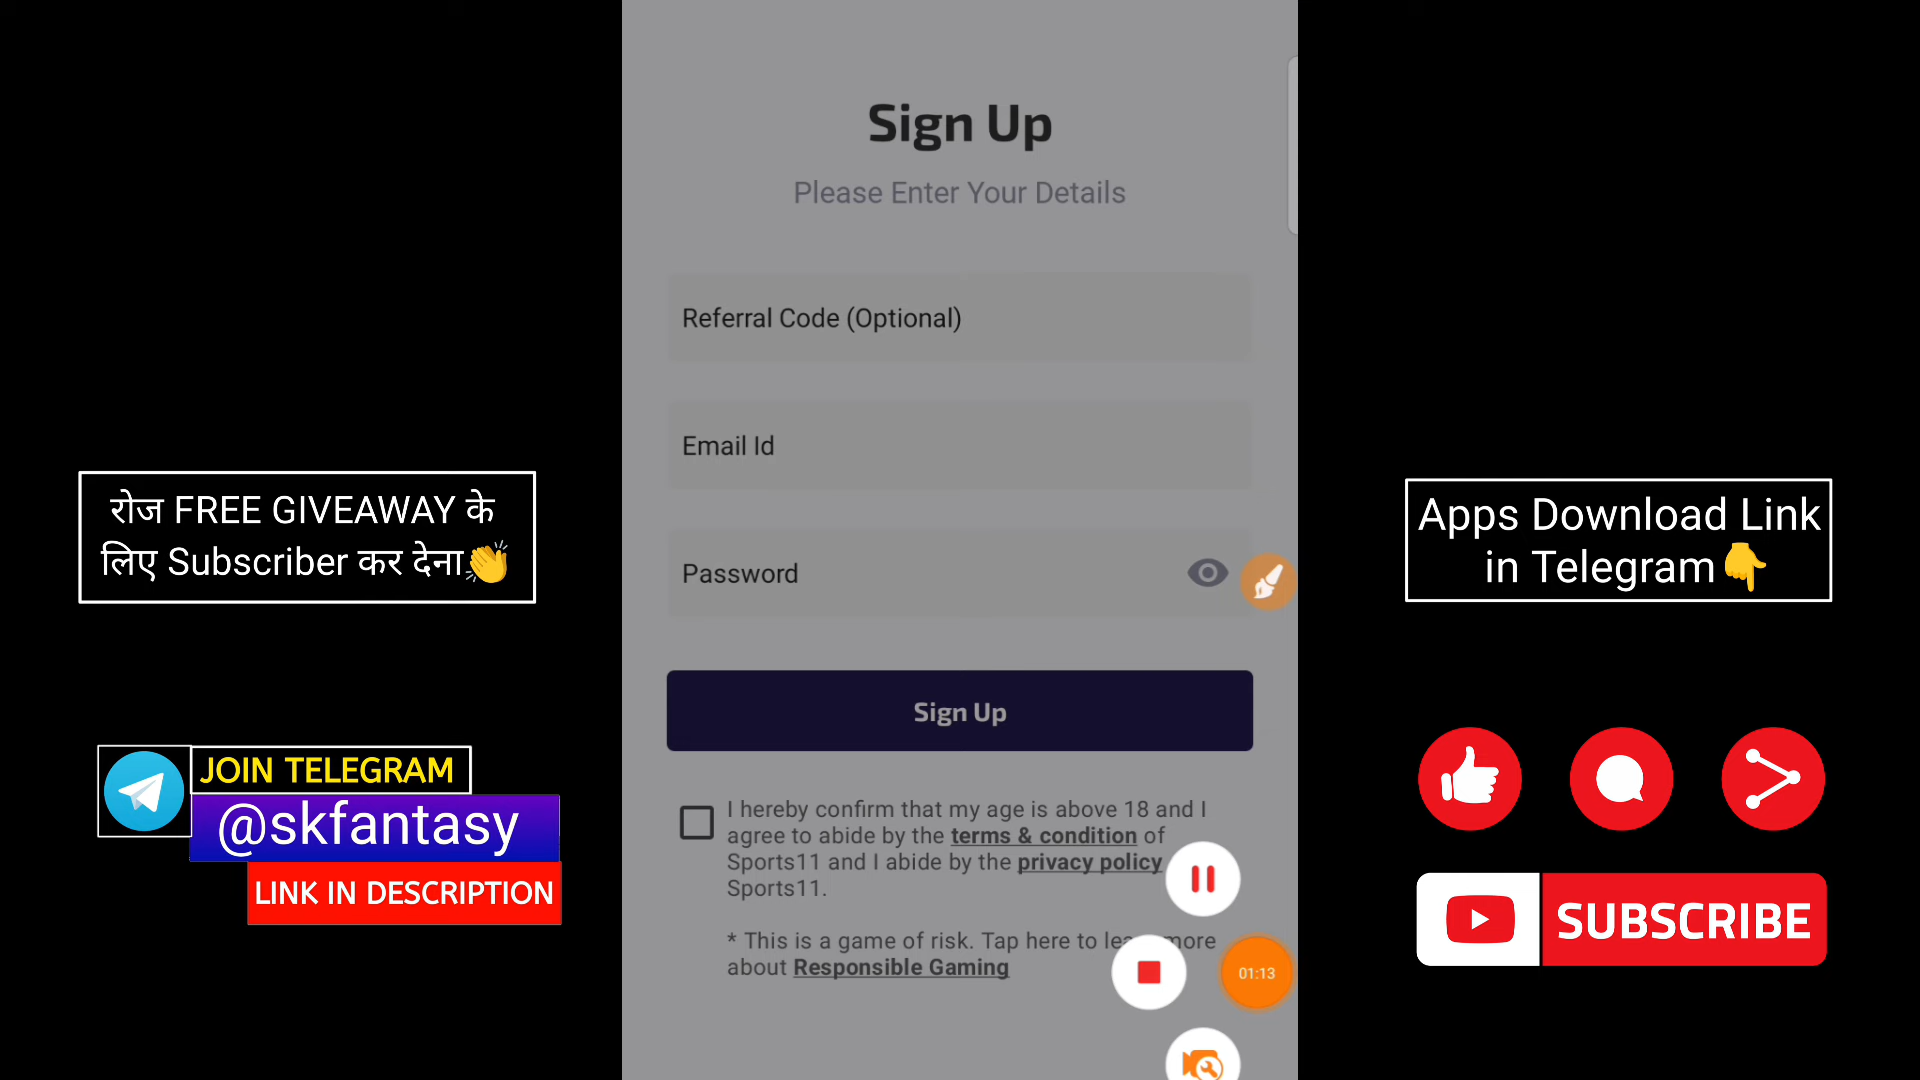 Sign Up
Please Enter Your Details
Referral Code (Optional)
Email Id
Password
Sign Up
I hereby confirm that my age is above 18 and I
agree to abide by the terms & condition of
Sports11 and I abide by the privacy policy
Sports11.
* This is a game of risk. Tap here to more
about Responsible Gaming
01:13
रोज FREE GIVEAWAY के
लिए Subscriber कर देना👏
JOIN TELEGRAM
@skfantasy
LINK IN DESCRIPTION
Apps Download Link
in Telegram👇
SUBSCRIBE